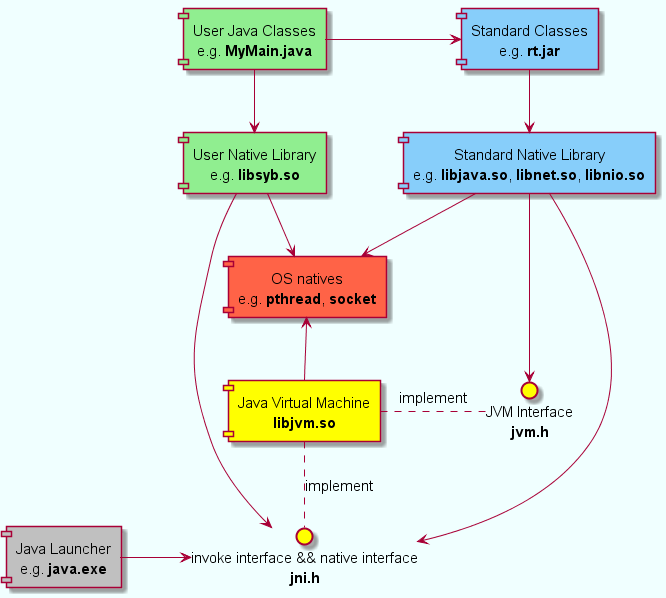 User Java Classes
e.g. MyMain.java
Standard Classes
e.g. rt.jar
User Native Library
e.g. libsyb.so
Standard Native Library
e.g. libjava.so, libnet.so, libnio.so
OS natives
e.g. pthread, socket
Java Virtual Machine
libjvm.so
implement
JVM Interface
jvm.h
implement
Java Launcher
e.g. java.exe
invoke interface && native interface
jni.h